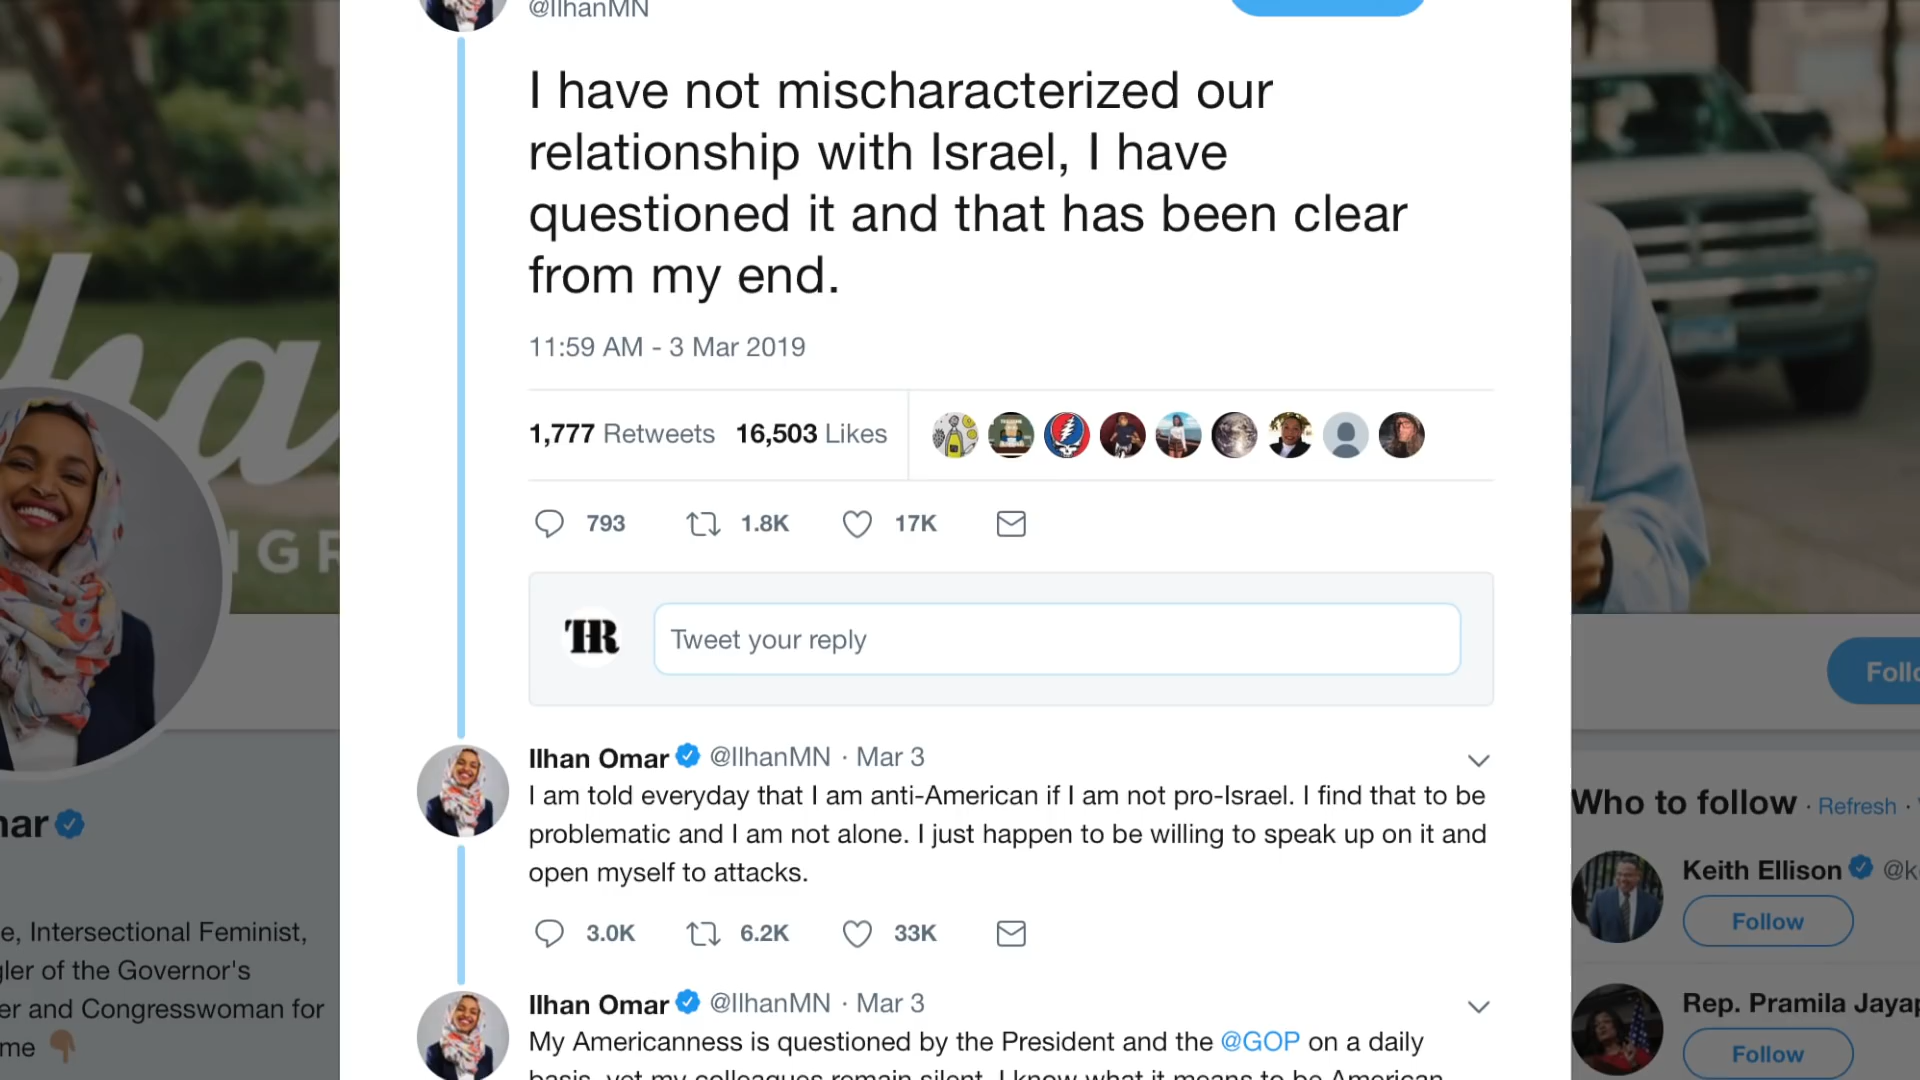 @IlhanMN
I have not mischaracterized our
relationship with Israel, I have
questioned it and that has been clear
from my end.
11:59 AM - 3 Mar 2019
1,777 Retweets 16,503 Likes
793 1.8K 17K
THR
Tweet your reply
Ilhan Omar @IlhanMN · Mar 3
I am told everyday that I am anti-American if I am not pro-Israel. I find that to be
problematic and I am not alone. I just happen to be willing to speak up on it and
open myself to attacks.
3.0K 6.2K 33K
Ilhan Omar @IlhanMN · Mar 3
My Americanness is questioned by the President and the @GOP on a daily
basis, yet my colleagues remain silent. I know what it means to be American
Intersectional Feminist,
of the Governor's
and Congresswoman for
Who to follow · Refresh ·
Keith Ellison
Follow
Rep. Pramila
Follow